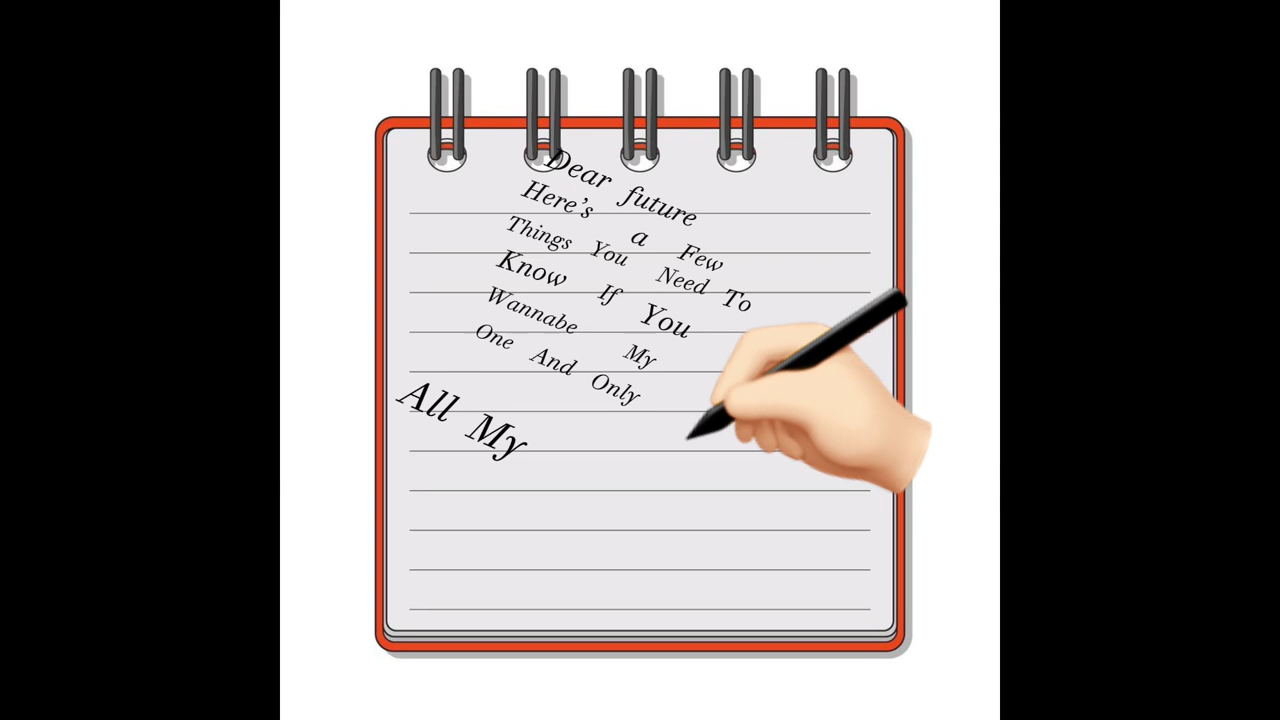 Dear future
Here’s a Few
Things You Need To
Know If You
Wannabe My
One And Only
All My